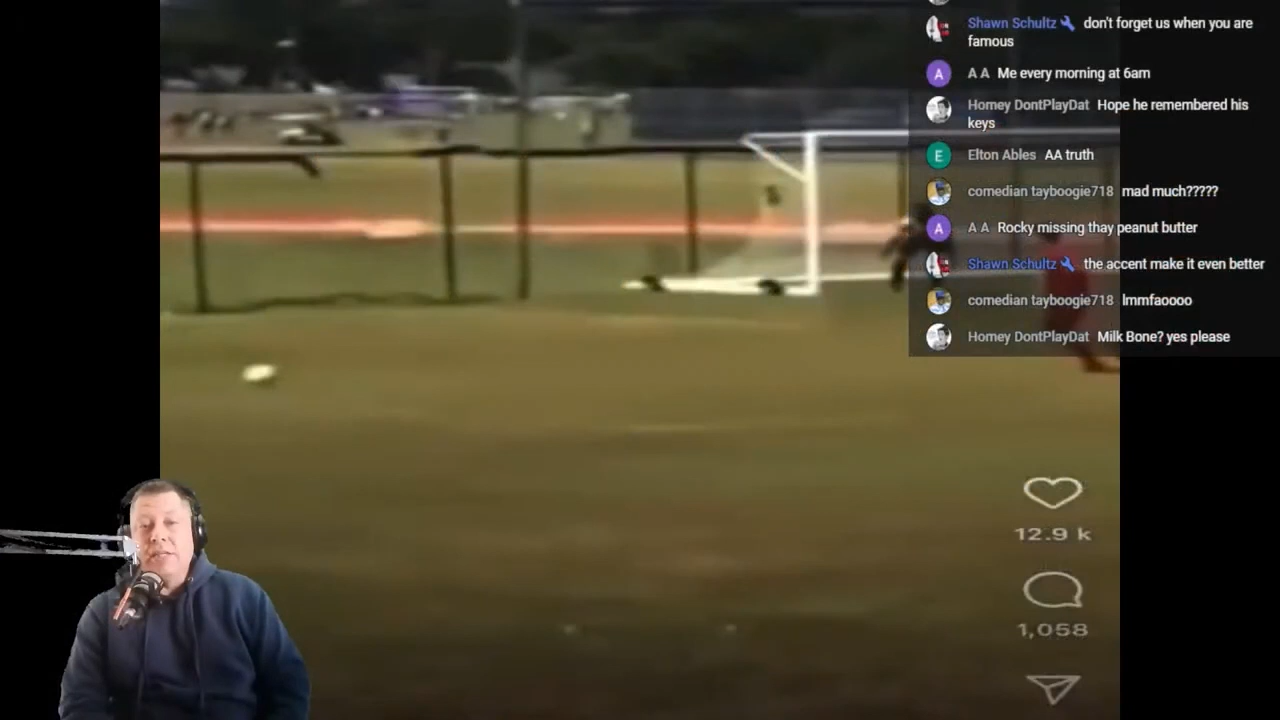 Shawn Schultz don't forget us when you are
famous
A A A Me every morning at 6am
Horney DontPlayDat Hope he remembered his
keys
E Elton Ables AA truth
comedian tayboogie718 mad much?????
A A A Rocky missing thay peanut butter
Shawn Schultz the accent make it even better
comedian tayboogie718 lmmfaoooo
Horney DontPlayDat Milk Bone? yes please
12.9 k
1,058